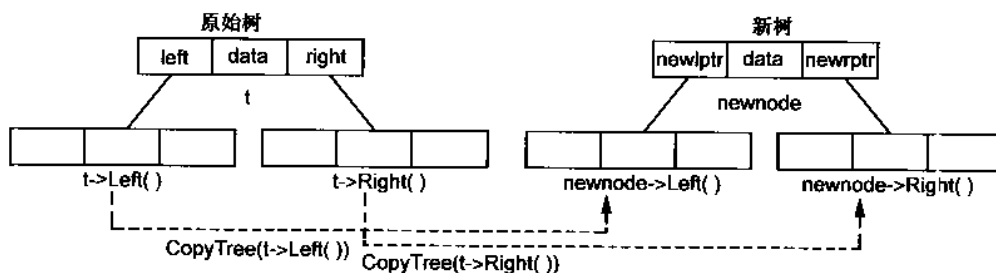 原始树
新树
left data right
newlptr data newrptr
t
newnode
t->Left( )
t->Right( )
newnode->Left( )
newnode->Right( )
CopyTree(t->Left( ))
CopyTree(t->Right( ))